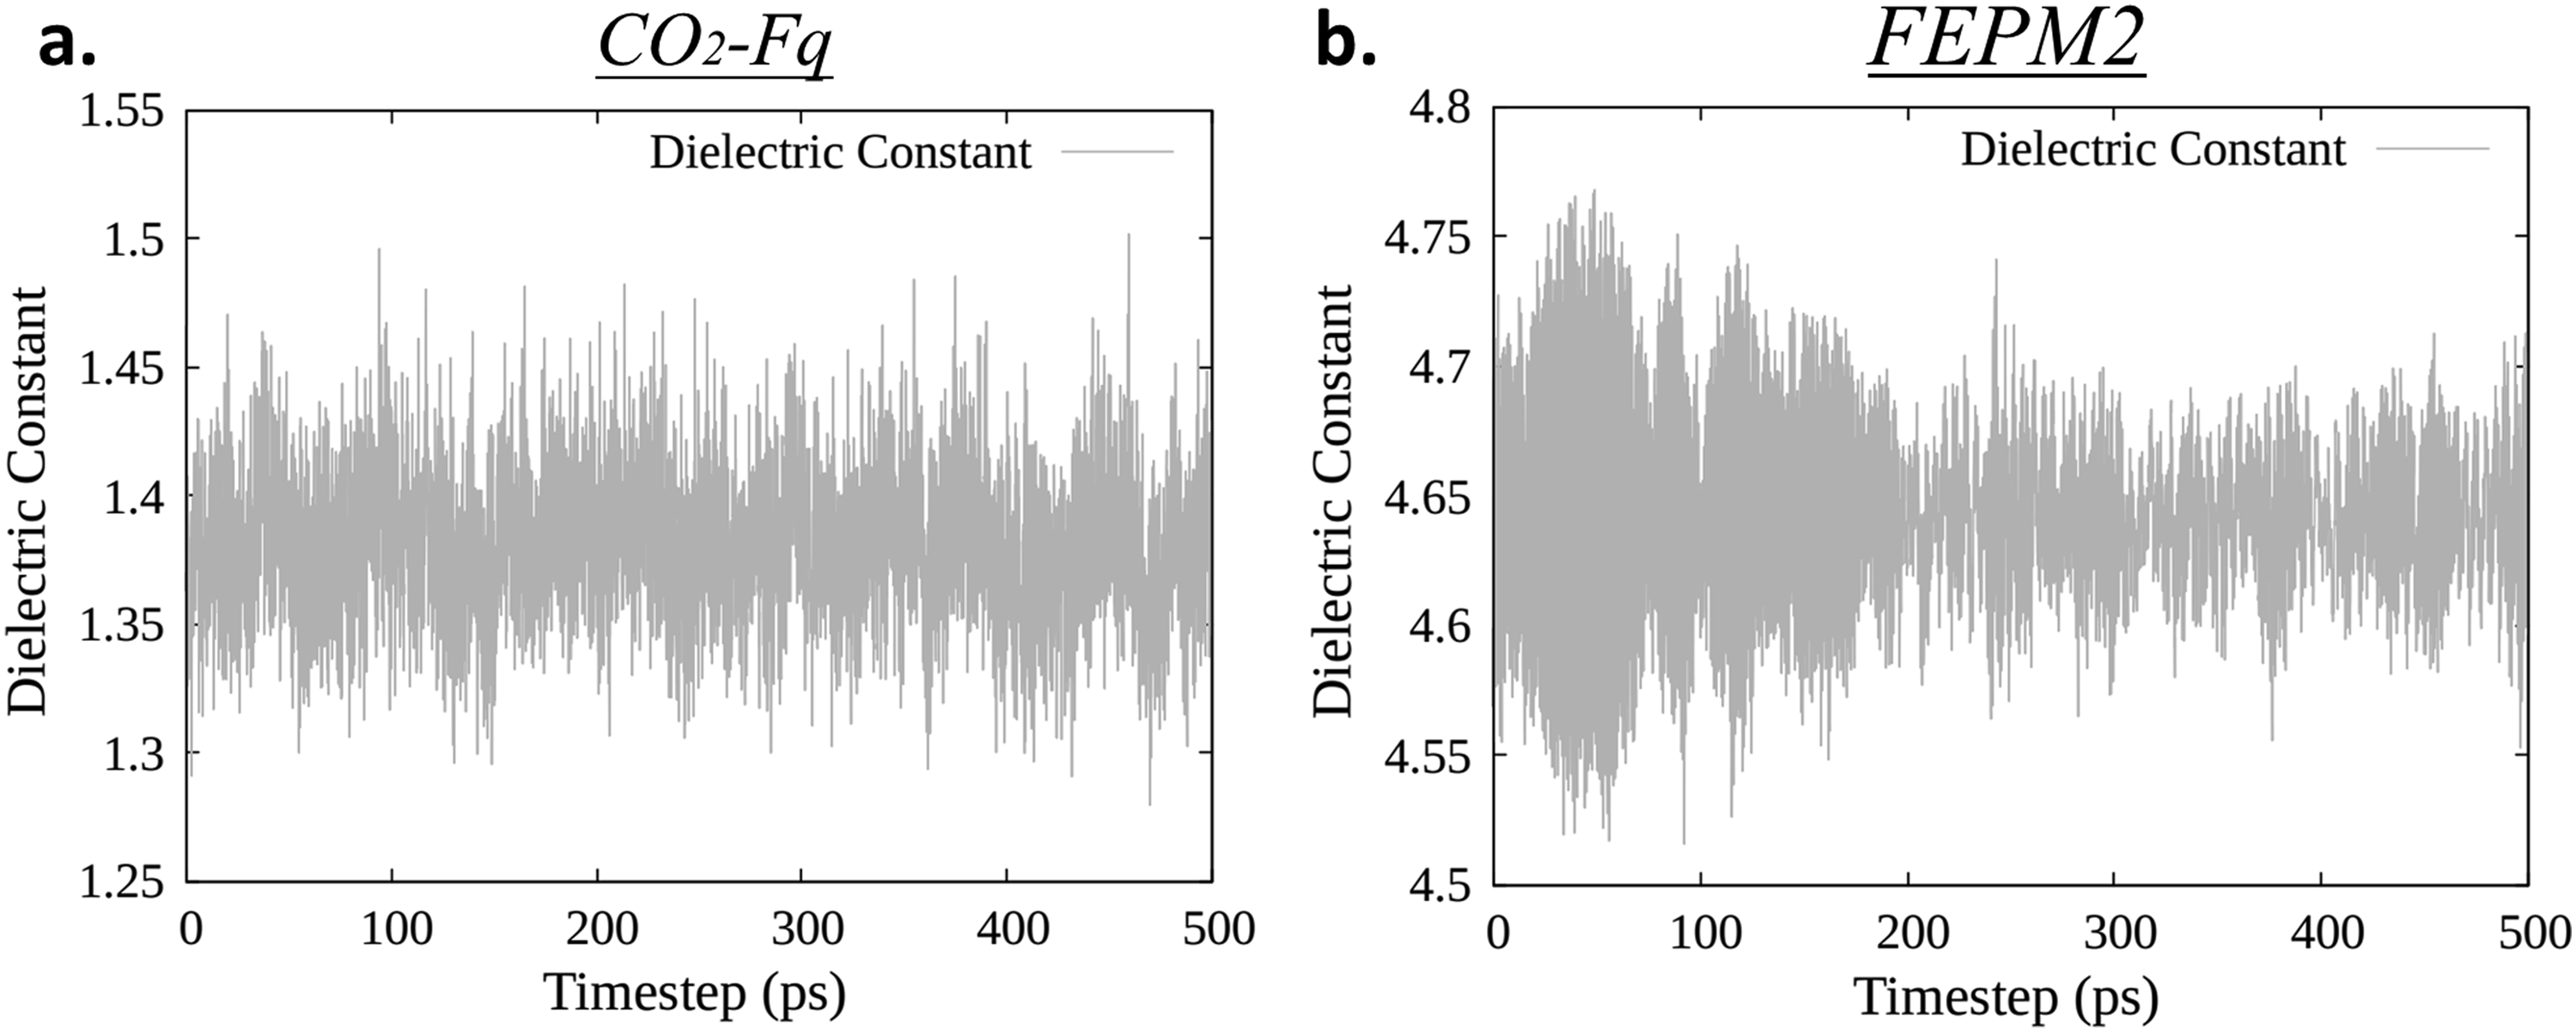 a.
CO2-Fq
1.55
1.5
1.45
1.4
1.35
1.3
1.25
Dielectric Constant
Dielectric Constant
0 100 200 300 400 500
Timestep (ps)
b.
FEPM2
4.8
4.75
4.7
4.65
4.6
4.55
4.5
Dielectric Constant
Dielectric Constant
0 100 200 300 400 500
Timestep (ps)